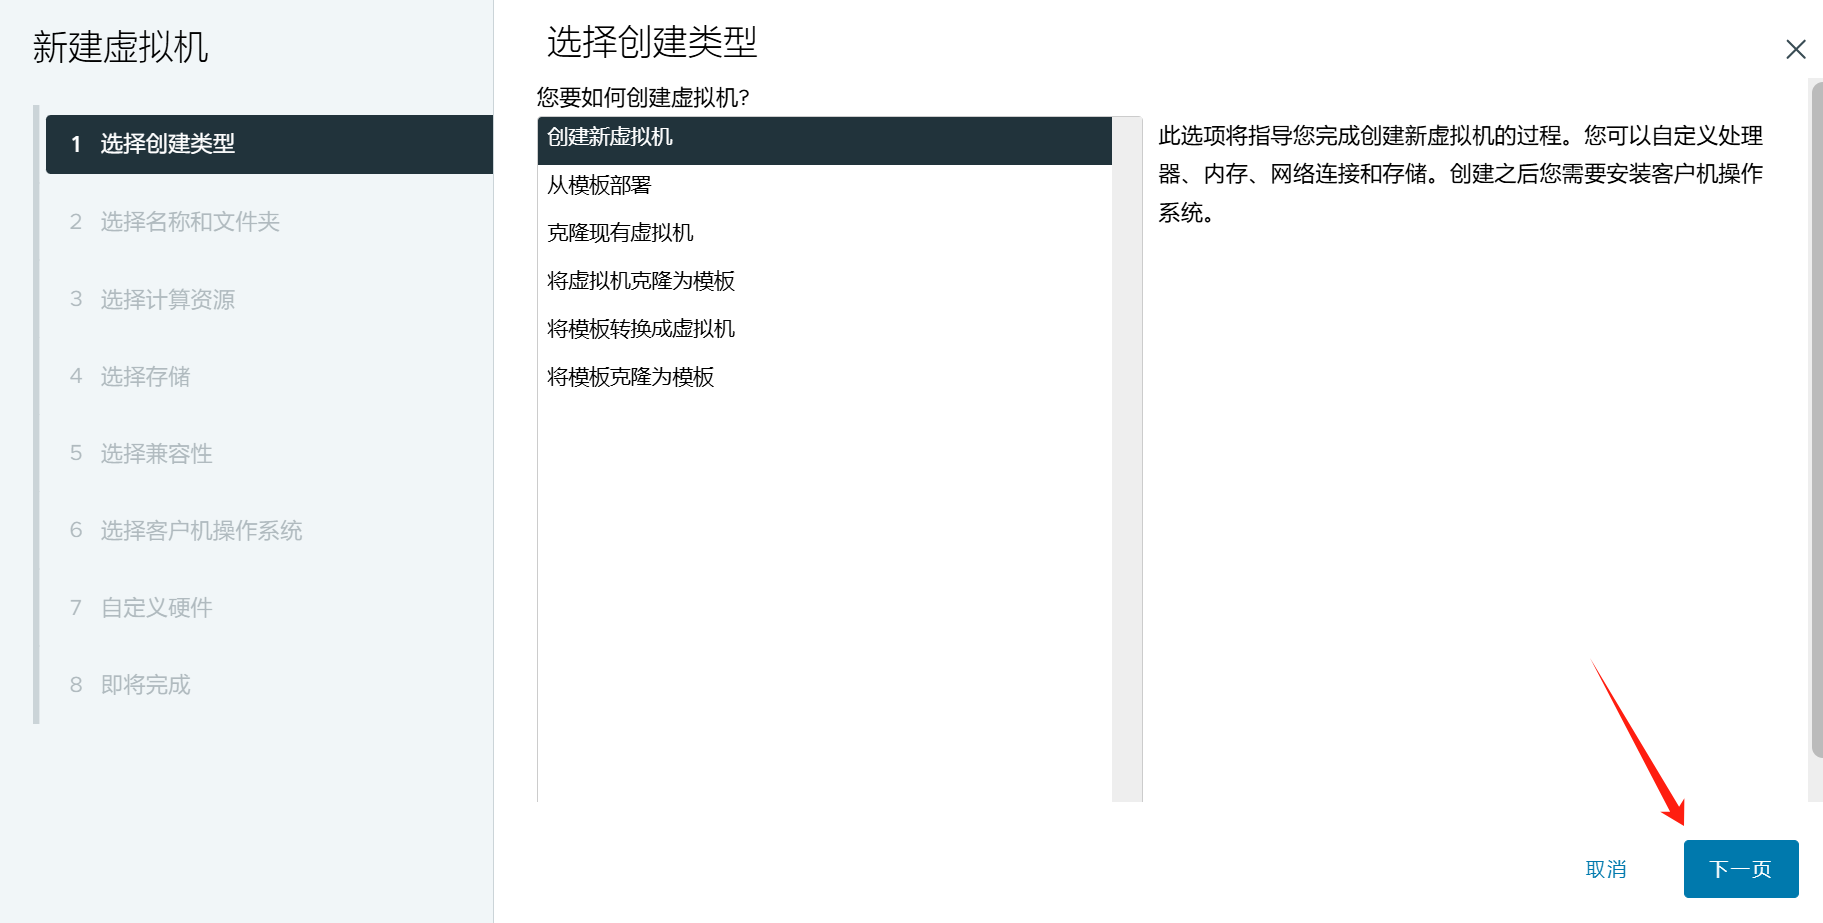 新建虚拟机
1 选择创建类型
2 选择名称和文件夹
3 选择计算资源
4 选择存储
5 选择兼容性
6 选择客户机操作系统
7 自定义硬件
8 即将完成
选择创建类型
您要如何创建虚拟机?
创建新虚拟机
从模板部署
克隆现有虚拟机
将虚拟机克隆为模板
将模板转换成虚拟机
将模板克隆为模板
此选项将指导您完成创建新虚拟机的过程。您可以自定义处理
器、内存、网络连接和存储。创建之后您需要安装客户机操作
系统。
取消
下一页